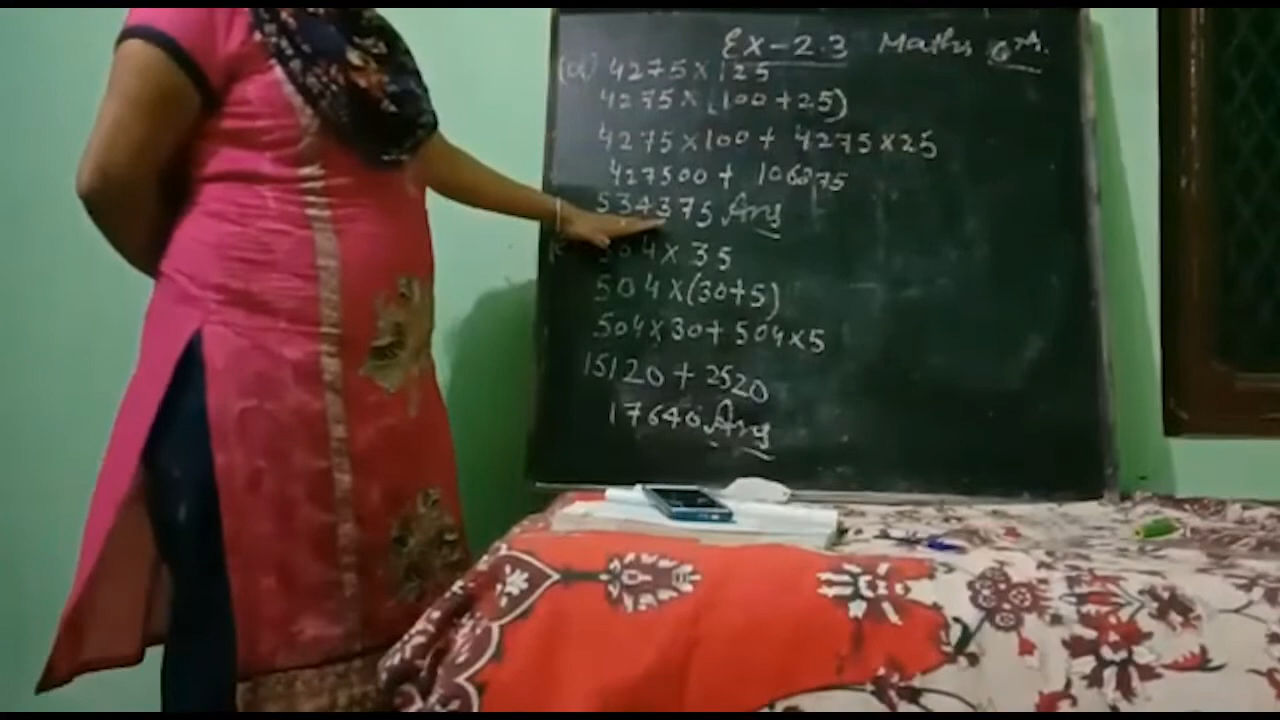 Ex-2.3 Maths 6th.
(a) 4275×125
4275×(100+25)
4275×100+ 4275×25
427500+ 106875
534375 Ans
504×35
504×(30+5)
504×30+504×5
15120+2520
17640 Ans